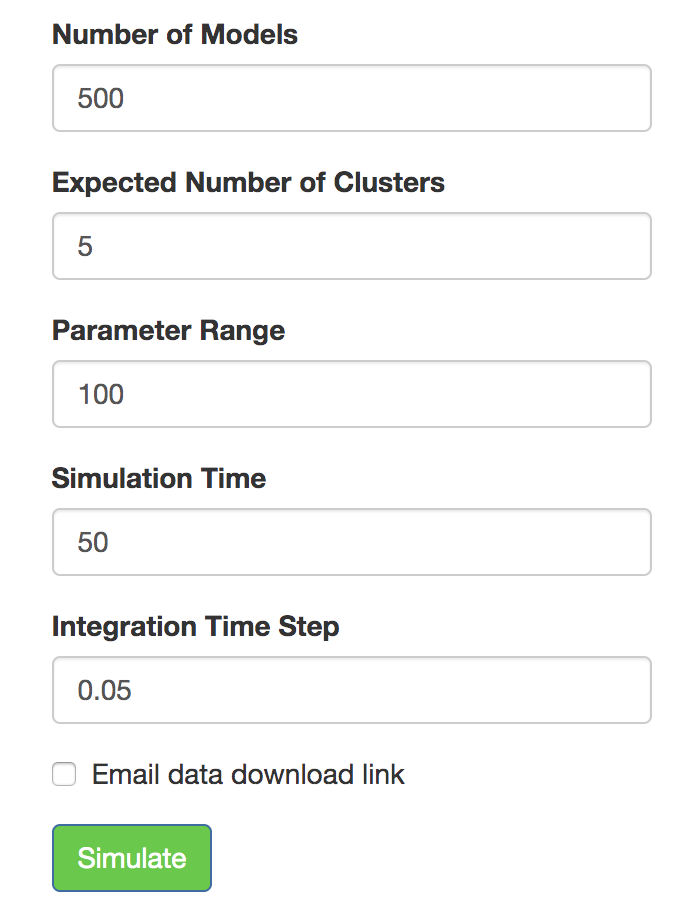 Number of Models
500
Expected Number of Clusters
5
Parameter Range
100
Simulation Time
50
Integration Time Step
0.05
Email data download link
Simulate